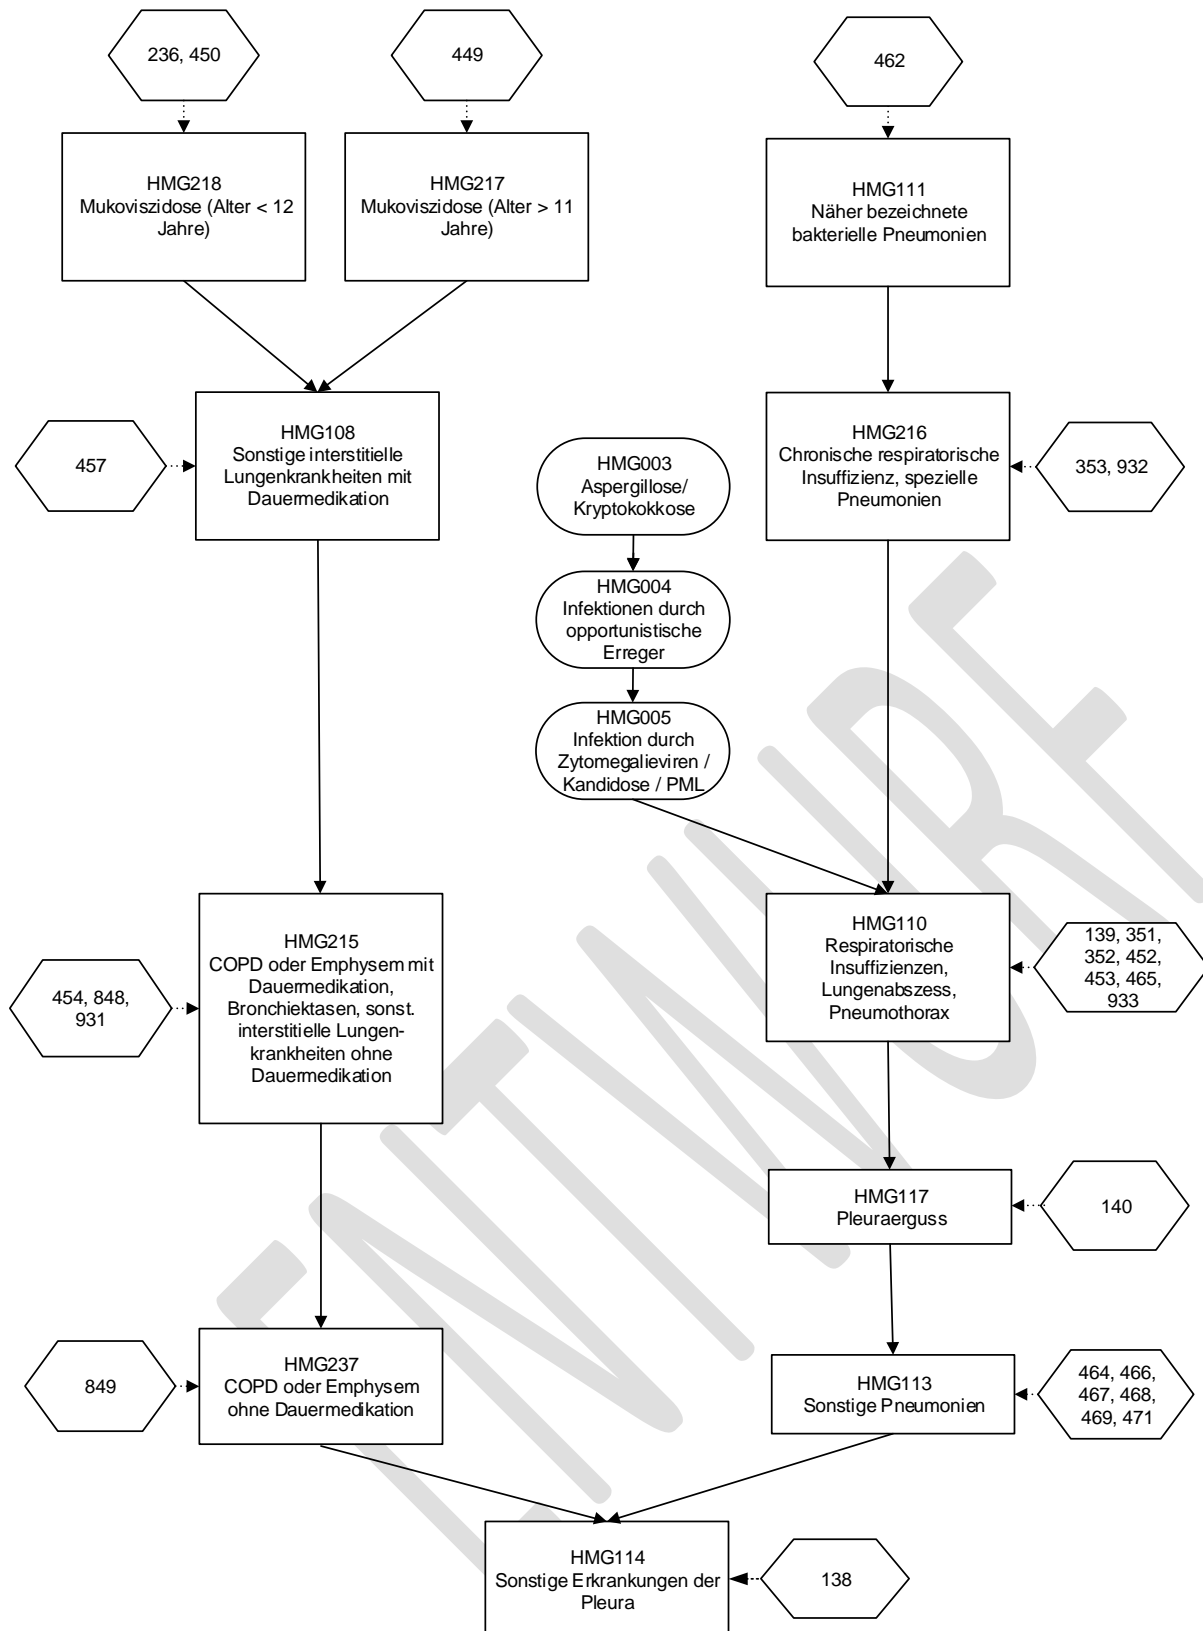 236, 450
449
462
HMG218
Mukoviszidose (Alter < 12
Jahre)
HMG217
Mukoviszidose (Alter > 11
Jahre)
HMG111
Näher bezeichnete
bakterielle Pneumonien
457
HMG108
Sonstige interstitielle
Lungenkrankheiten mit
Dauermedikation
HMG003
Aspergillose/
Kryptokokkose
HMG216
Chronische respiratorische
Insuffizienz, spezielle
Pneumonien
353, 932
HMG004
Infektionen durch
opportunistische
Erreger
HMG005
Infektion durch
Zytomegalieviren /
Kandidose / PML
454, 848,
931
HMG215
COPD oder Emphysem mit
Dauermedikation,
Bronchiektasen, sonst.
interstitielle Lungen-
krankheiten ohne
Dauermedikation
HMG110
Respiratorische
Insuffizienzen,
Lungenabszess,
Pneumothorax
139, 351,
352, 452,
453, 465,
933
HMG117
Pleuraerguss
140
849
HMG237
COPD oder Emphysem
ohne Dauermedikation
HMG113
Sonstige Pneumonien
464, 466,
467, 468,
469, 471
HMG114
Sonstige Erkrankungen der
Pleura
138
ENTWURF